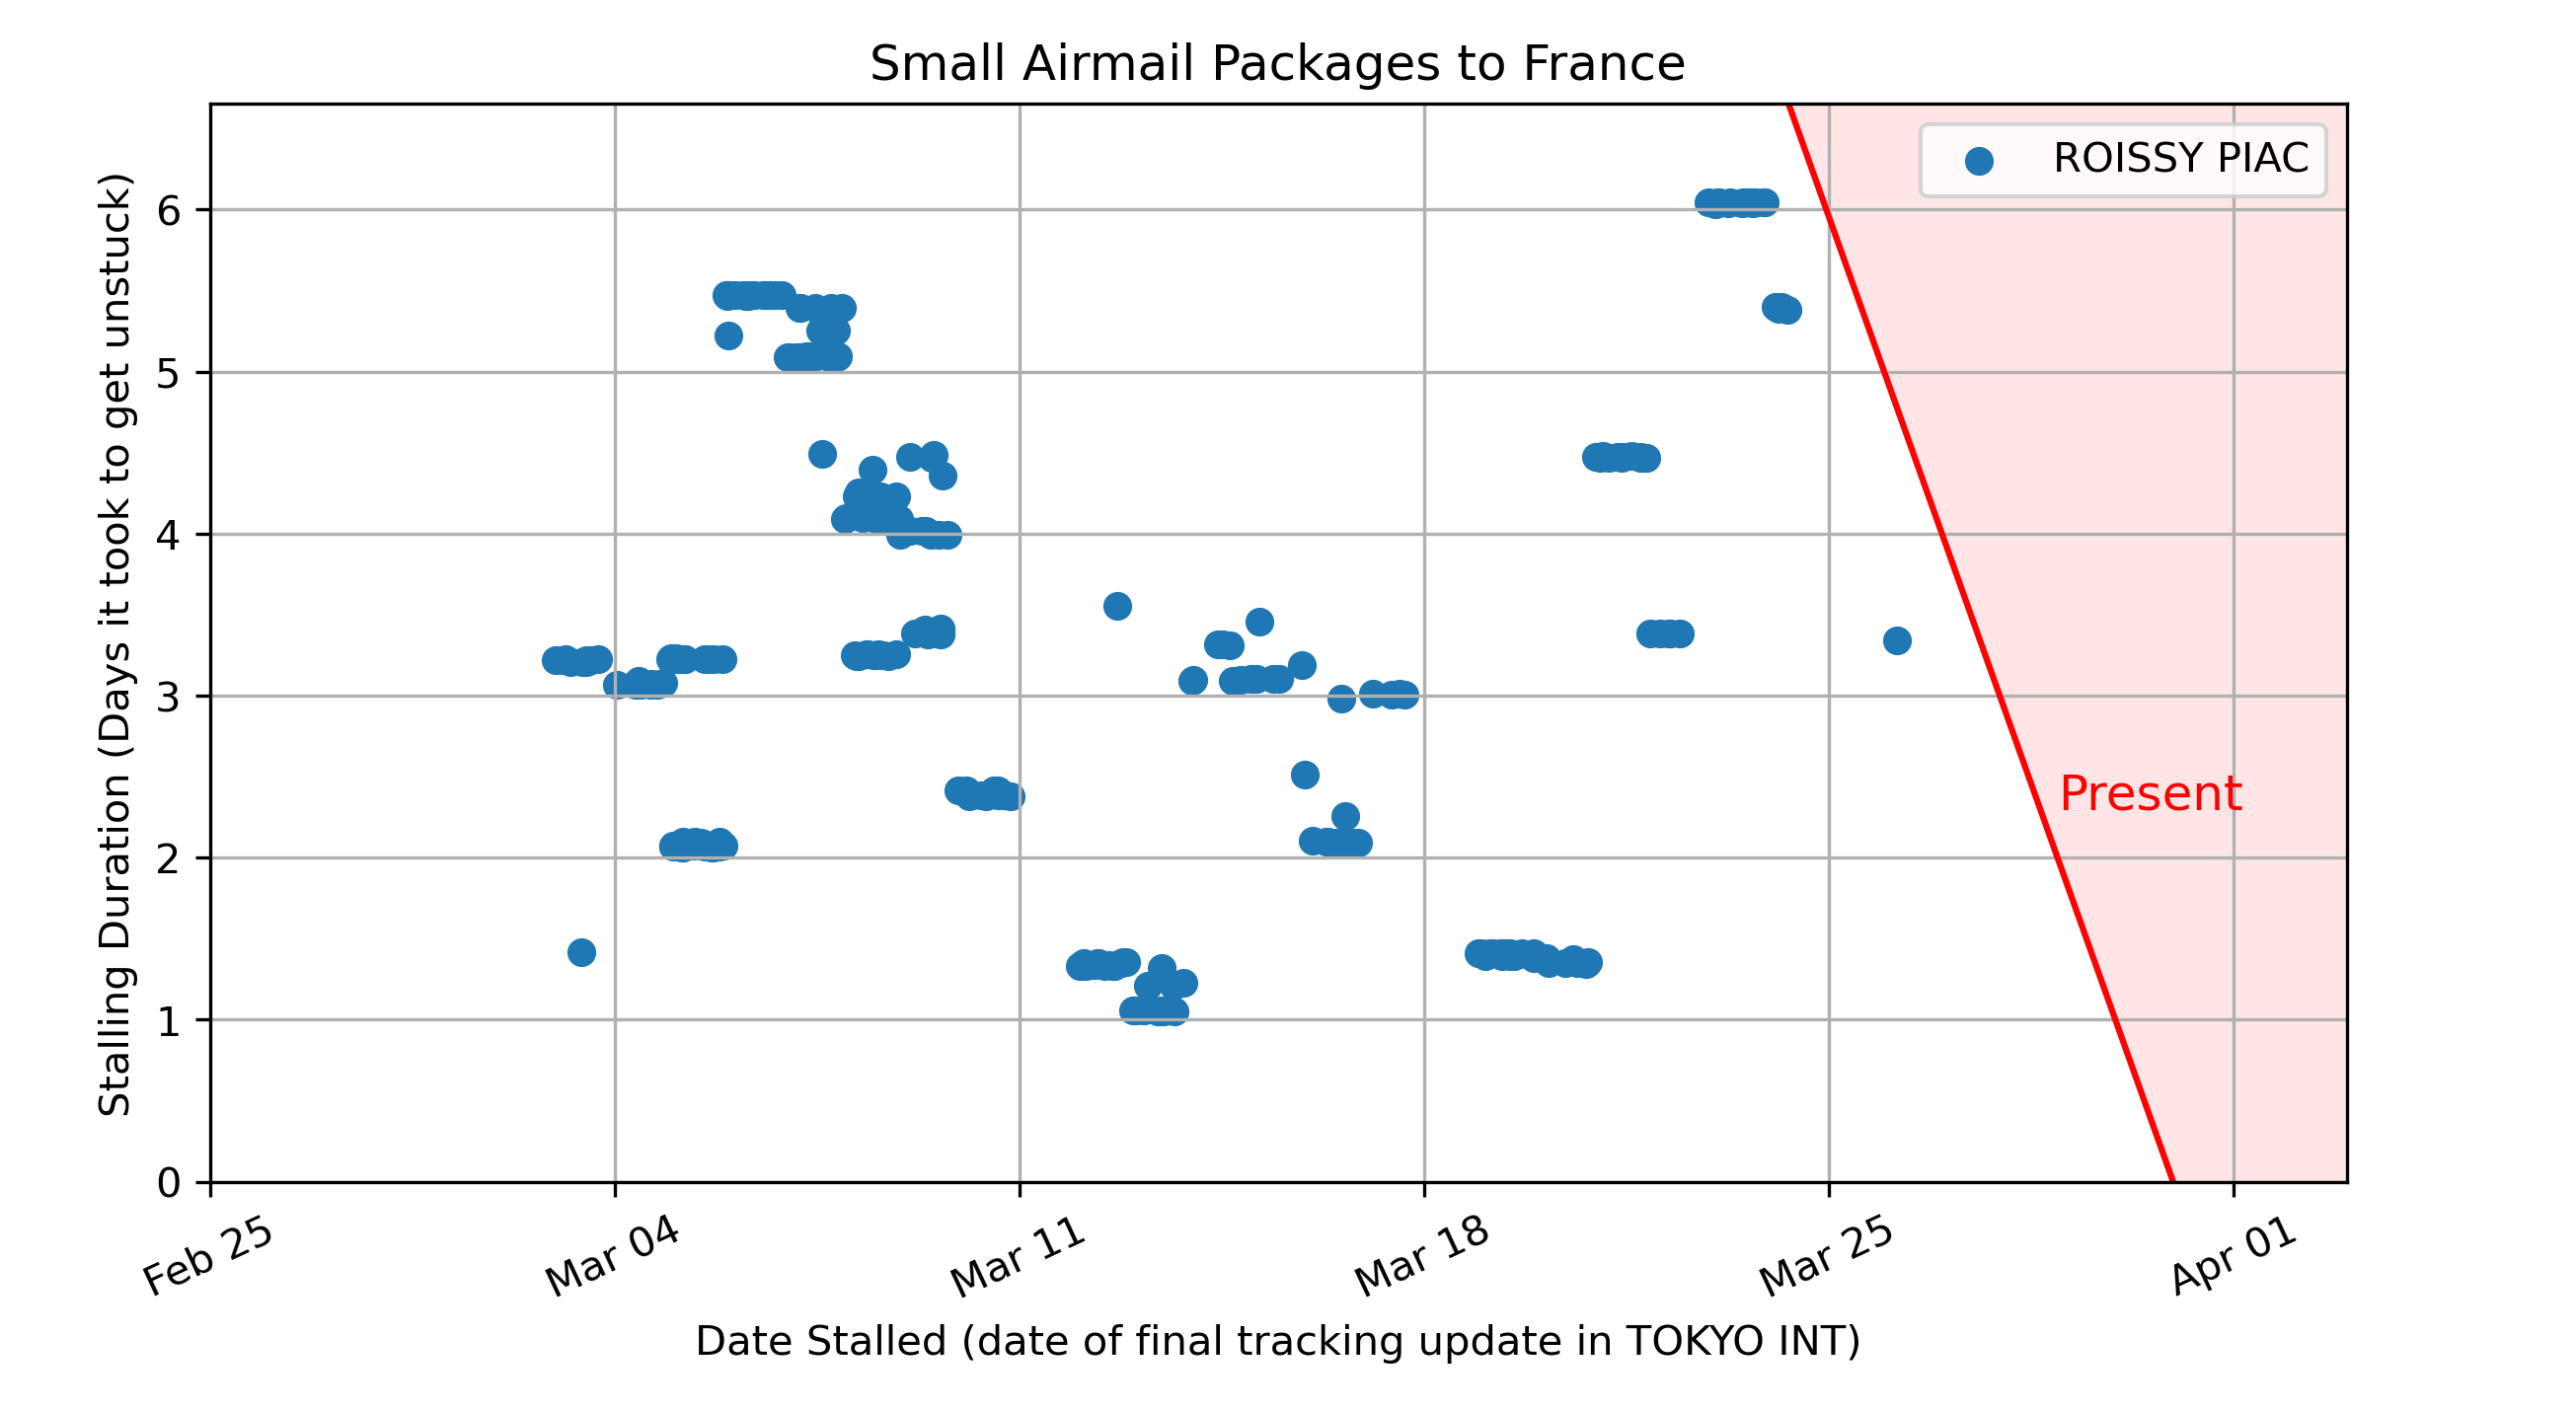 Small Airmail Packages to France
ROISSY PIAC
Stalling Duration (Days it took to get unstuck)
6
5
4
3
2
1
0
Present
Feb 25
Mar 04
Mar 11
Mar 18
Mar 25
Apr 01
Date Stalled (date of final tracking update in TOKYO INT)